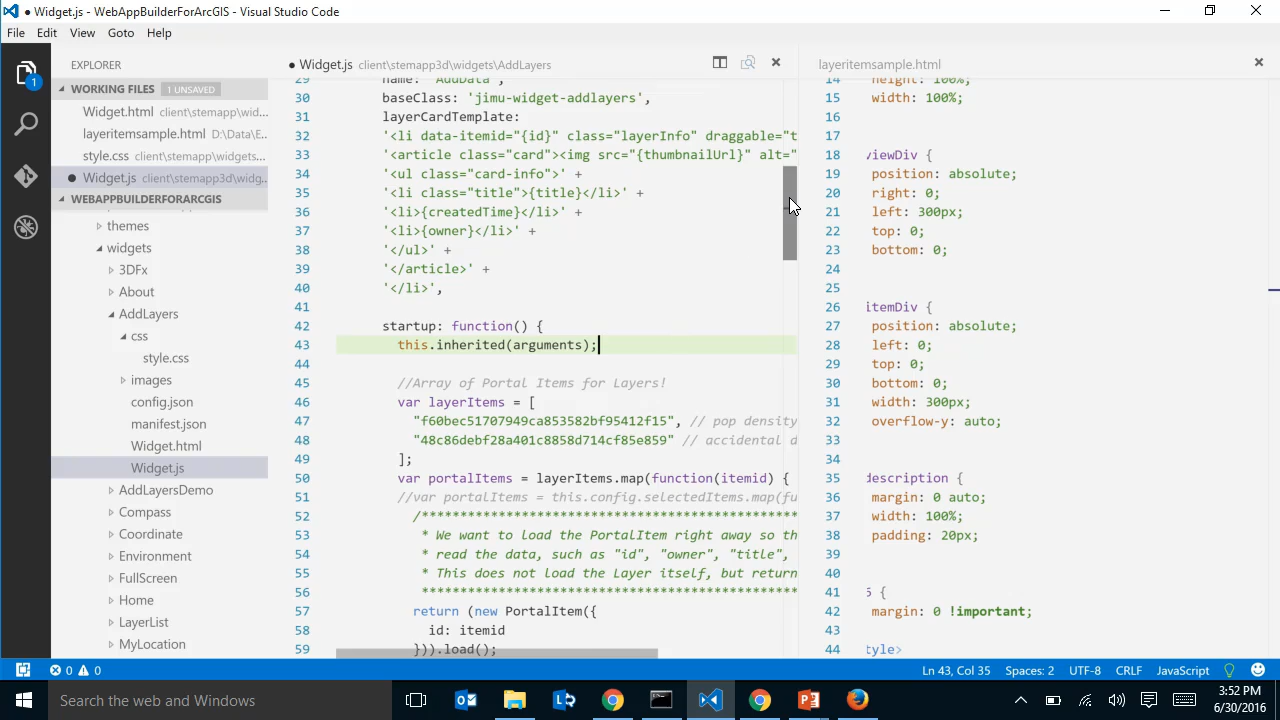 Widget.js - WebAppBuilderForArcGIS - Visual Studio Code
File Edit View Goto Help
1
EXPLORER
WORKING FILES 1 UNSAVED
Widget.html client\stemapp\wid...
layeritemsample.html D:\Data\E...
style.css client\stemapp\widgets...
Widget.js client\stemapp3d\widg...
WEBAPPBUILDERFORARCGIS
themes
widgets
3DFx
About
AddLayers
css
style.css
images
config.json
manifest.json
Widget.html
Widget.js
AddLayersDemo
Compass
Coordinate
Environment
FullScreen
Home
LayerList
MyLocation
Widget.js client\stemapp3d\widgets\AddLayers
29 name: 'AddData',
30 baseClass: 'jimu-widget-addlayers',
31 layerCardTemplate:
32 '<li data-itemid="{id}" class="layerInfo" draggable="t
33 '<article class="card"><img src="{thumbnailUrl}" alt="
34 '<ul class="card-info">' +
35 '<li class="title">{title}</li>' +
36 '<li>{createdTime}</li>' +
37 '<li>{owner}</li>' +
38 '</ul>' +
39 '</article>' +
40 '</li>',
41
42 startup: function() {
43 this.inherited(arguments);
44
45 //Array of Portal Items for Layers!
46 var layerItems = [
47 "f60bec51707949ca853582bf95412f15", // pop density
48 "48c86debf28a401c8858d714cf85e859" // accidental d
49 ];
50 var portalItems = layerItems.map(function(itemid) {
51 //var portalItems = this.config.selectedItems.map(fu
52 /**************************************************
53 * We want to load the PortalItem right away so th
54 * read the data, such as "id", "owner", "title",
55 * This does not load the Layer itself, but return
56 **************************************************
57 return (new PortalItem({
58 id: itemid
59 })).load();
layeritemsample.html
14 height: 100%;
15 width: 100%;
16
17
18 viewDiv {
19 position: absolute;
20 right: 0;
21 left: 300px;
22 top: 0;
23 bottom: 0;
24
25
26 itemDiv {
27 position: absolute;
28 left: 0;
29 top: 0;
30 bottom: 0;
31 width: 300px;
32 overflow-y: auto;
33
34
35 description {
36 margin: 0 auto;
37 width: 100%;
38 padding: 20px;
39
40
41 {
42 margin: 0 !important;
43
44 style>
0 0 Ln 43, Col 35 Spaces: 2 UTF-8 CRLF JavaScript
Search the web and Windows
3:52 PM
6/30/2016